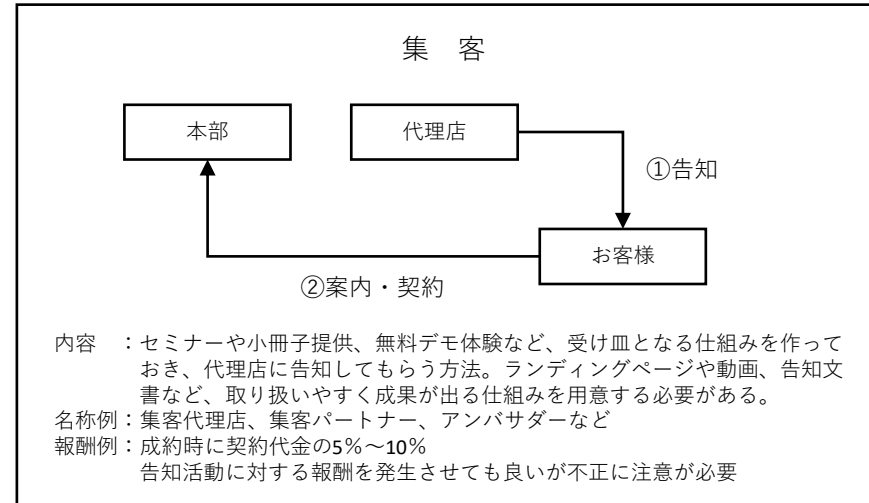 集　客
本部
代理店
①告知
お客様
②案内・契約
内容　：セミナーや小冊子提供、無料デモ体験など、受け皿となる仕組みを作って
おき、代理店に告知してもらう方法。ランディングページや動画、告知文
書など、取り扱いやすく成果が出る仕組みを用意する必要がある。
名称例：集客代理店、集客パートナー、アンバサダーなど
報酬例：成約時に契約代金の5％～10％
告知活動に対する報酬を発生させても良いが不正に注意が必要